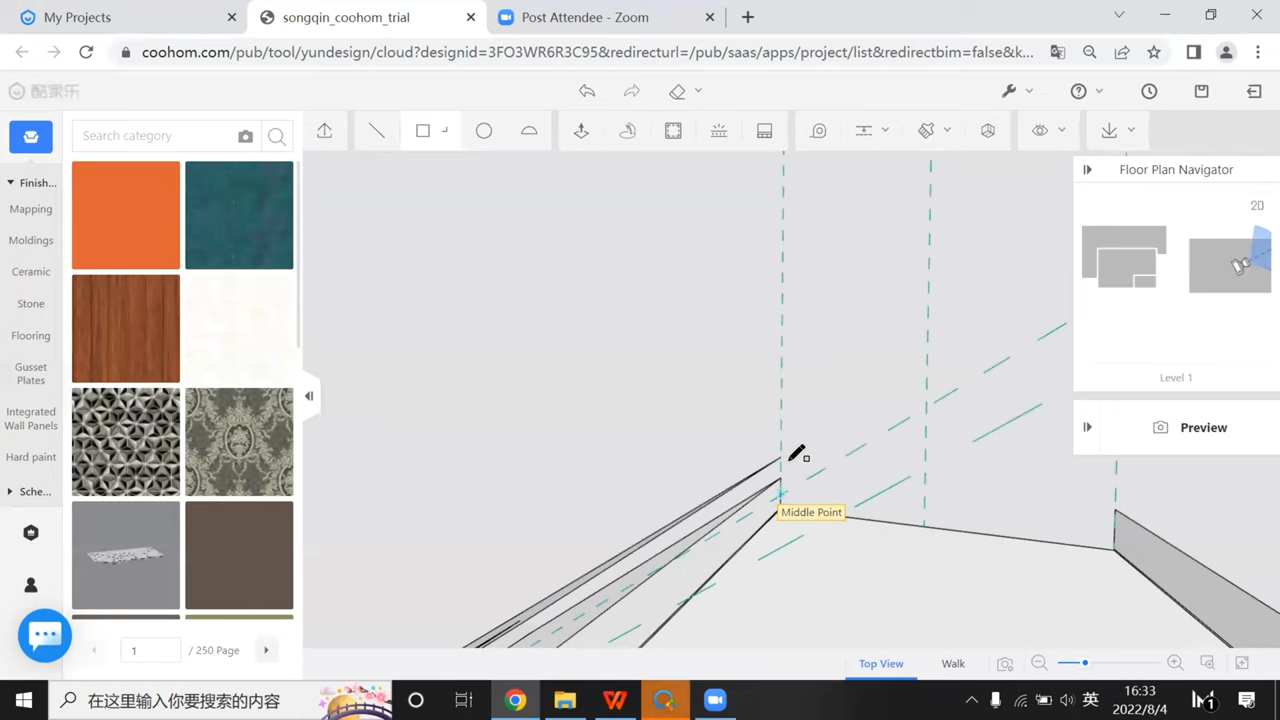 My Projects
songqin_coohom_trial
Post Attendee - Zoom
coohom.com/pub/tool/yundesign/cloud?designid=3FO3WR6R3C95&redirecturl=/pub/saas/apps/project/list&redirectbim=false&k...
酷家乐
Search category
Floor Plan Navigator
Finish...
Mapping
2D
Moldings
Ceramic
Stone
Flooring
Gusset
Plates
Level 1
Integrated
Wall Panels
Preview
Hard paint
Sche...
Middle Point
1
/ 250 Page
Top View
Walk
在这里输入你要搜索的内容
英
16:33
2022/8/4
1